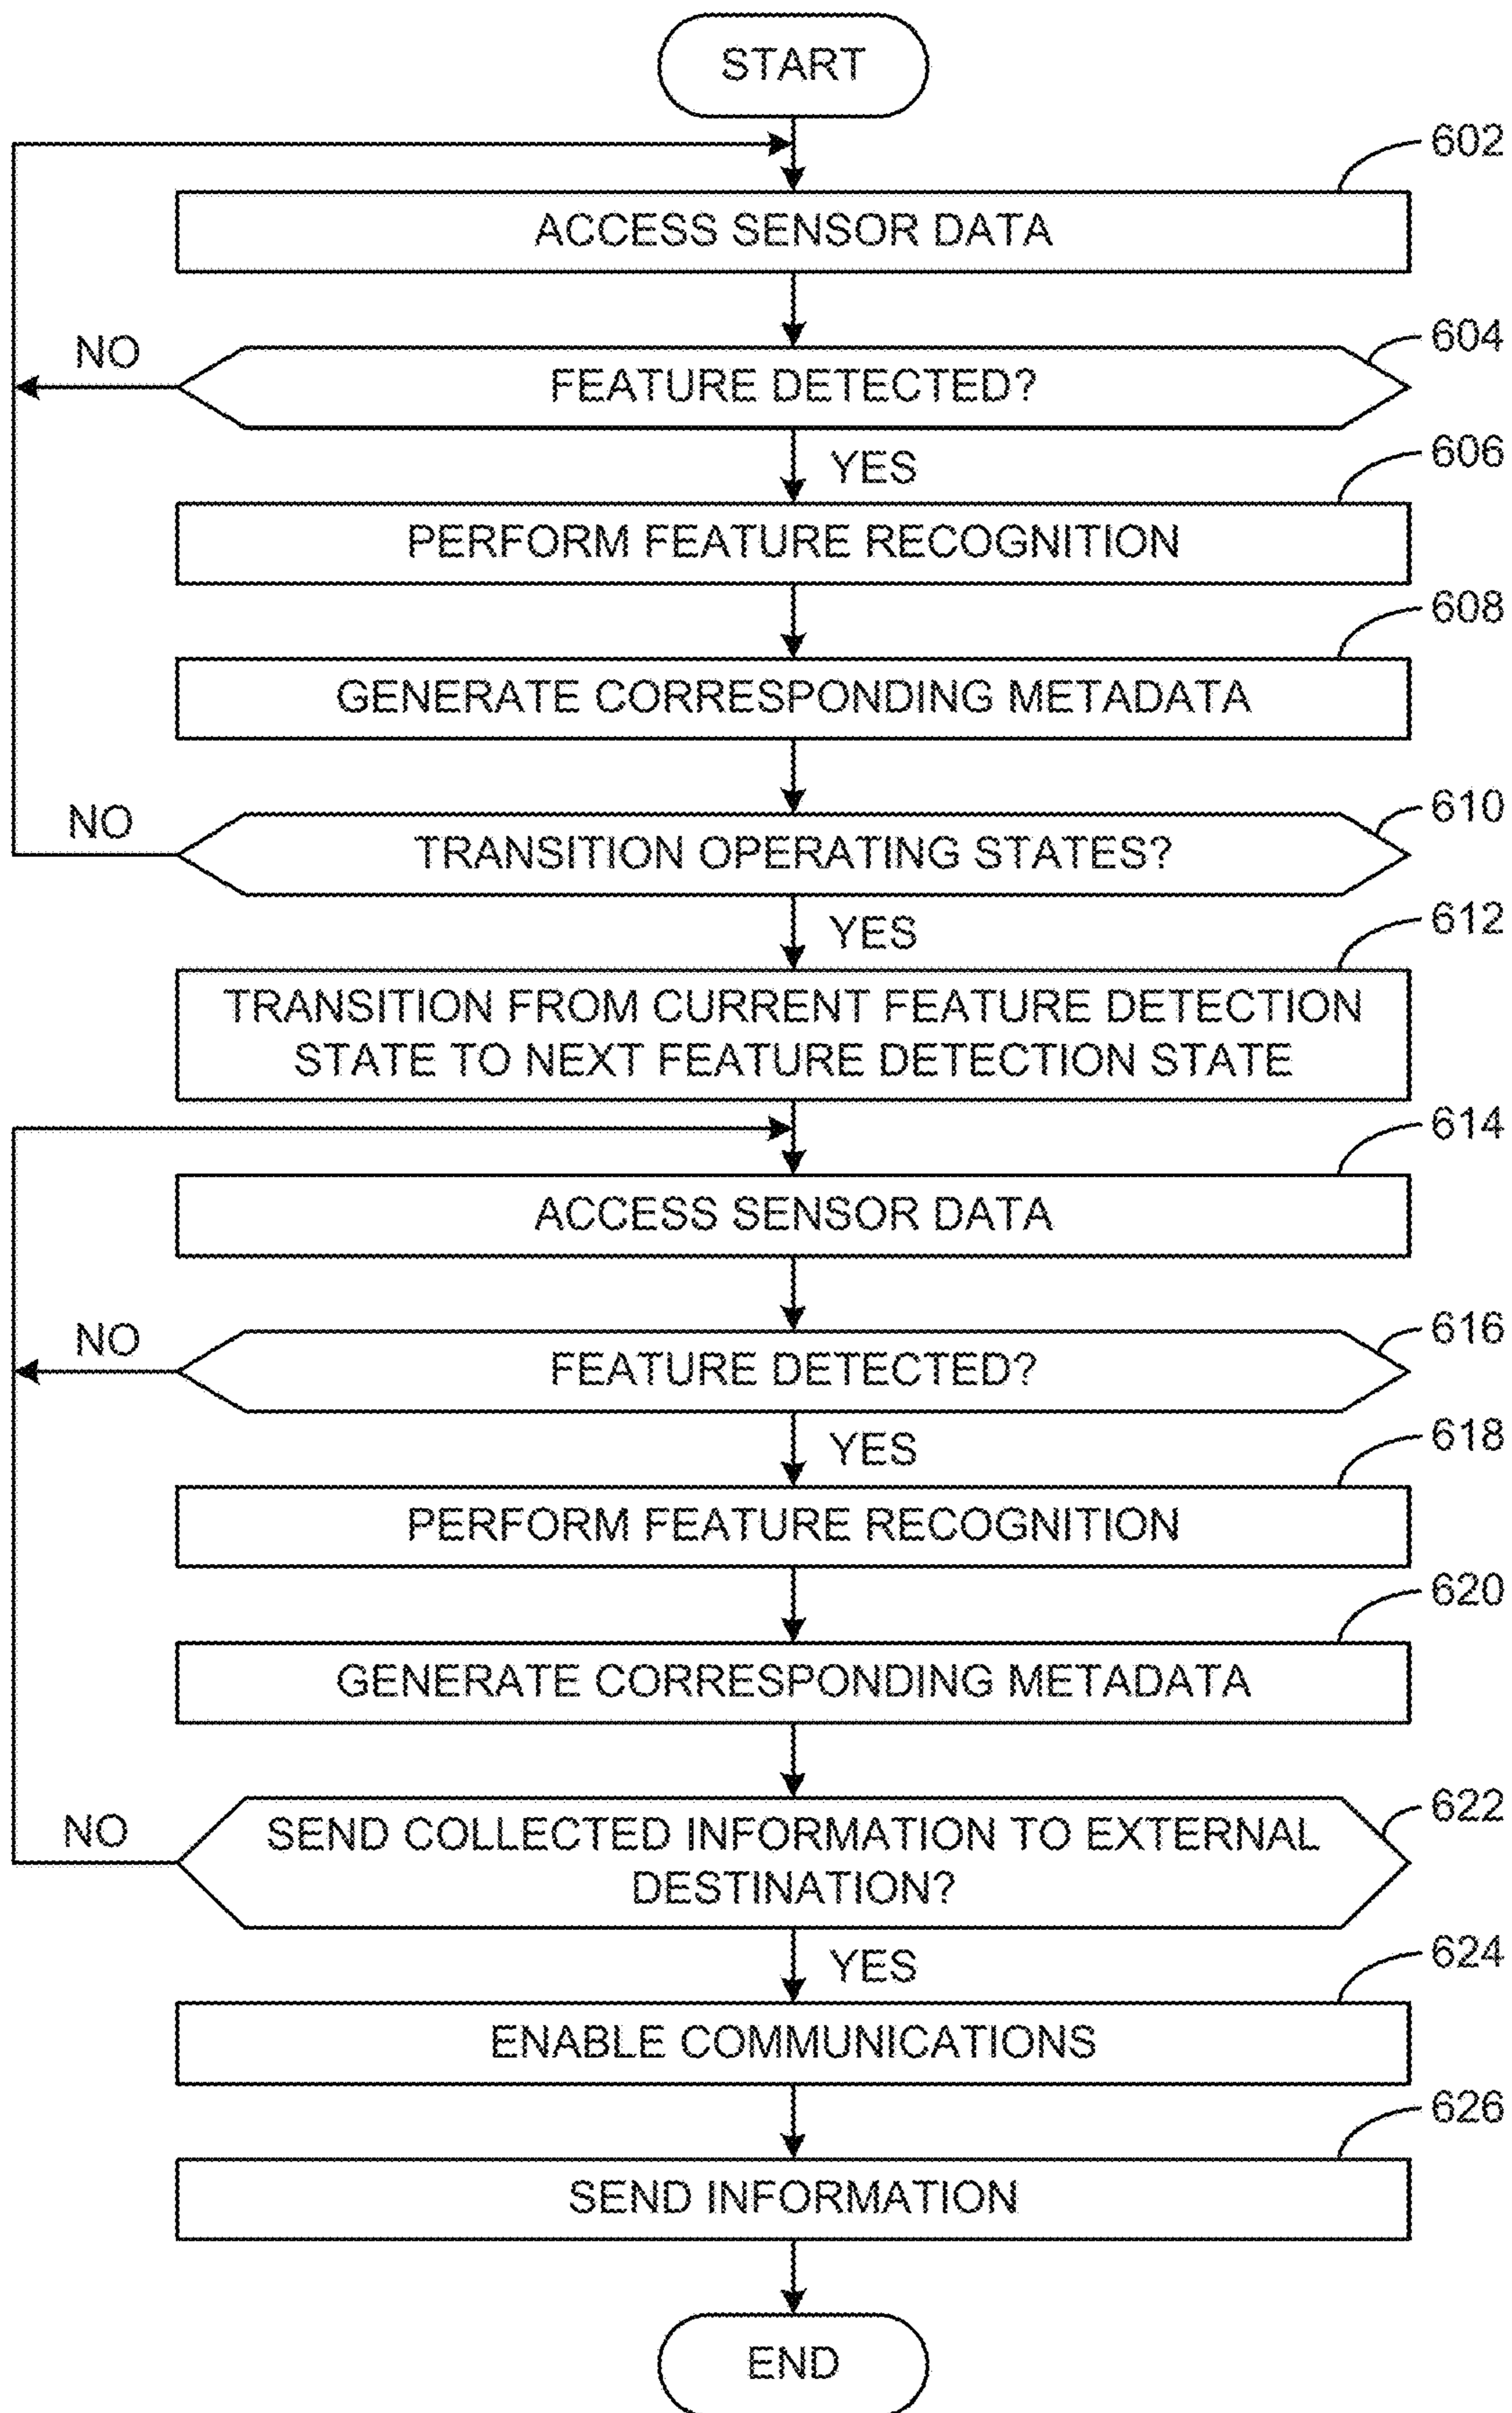 START
602
ACCESS SENSOR DATA
604
NO
FEATURE DETECTED?
YES
606
PERFORM FEATURE RECOGNITION
608
GENERATE CORRESPONDING METADATA
610
NO
TRANSITION OPERATING STATES?
YES
612
TRANSITION FROM CURRENT FEATURE DETECTION
STATE TO NEXT FEATURE DETECTION STATE
614
ACCESS SENSOR DATA
616
NO
FEATURE DETECTED?
YES
618
PERFORM FEATURE RECOGNITION
620
GENERATE CORRESPONDING METADATA
622
NO
SEND COLLECTED INFORMATION TO EXTERNAL
DESTINATION?
YES
624
ENABLE COMMUNICATIONS
626
SEND INFORMATION
END